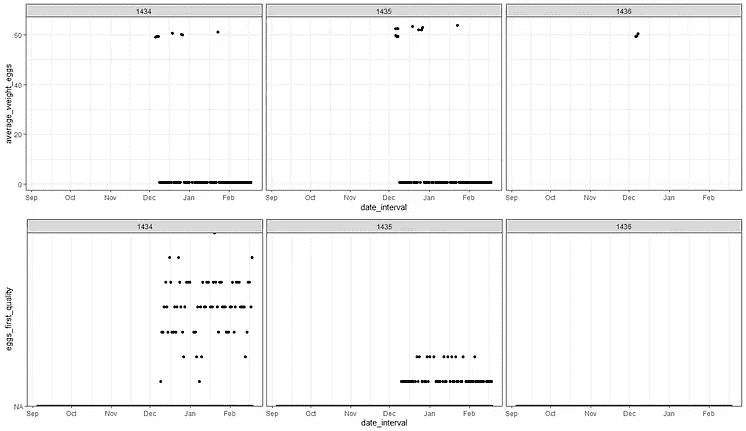 1434 1435 1436
average_weight_eggs
60
40
20
0
Sep Oct Nov Dec Jan Feb Sep Oct Nov Dec Jan Feb Sep Oct Nov Dec Jan Feb
date_interval
1434 1435 1436
eggs_first_quality
NA
Sep Oct Nov Dec Jan Feb Sep Oct Nov Dec Jan Feb Sep Oct Nov Dec Jan Feb
date_interval